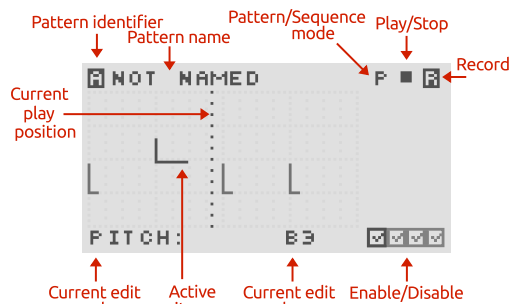 Pattern identifier
Pattern name
Pattern/Sequence
mode
Play/Stop
Record
A NOT NAMED
P
R
Current
play
position
PITCH:
B3
Current edit
Active
Current edit
Enable/Disable